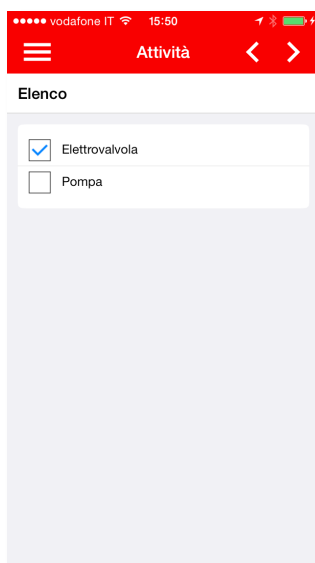 vodafone IT 15:50
Attività
Elenco
Elettrovalvola
Pompa